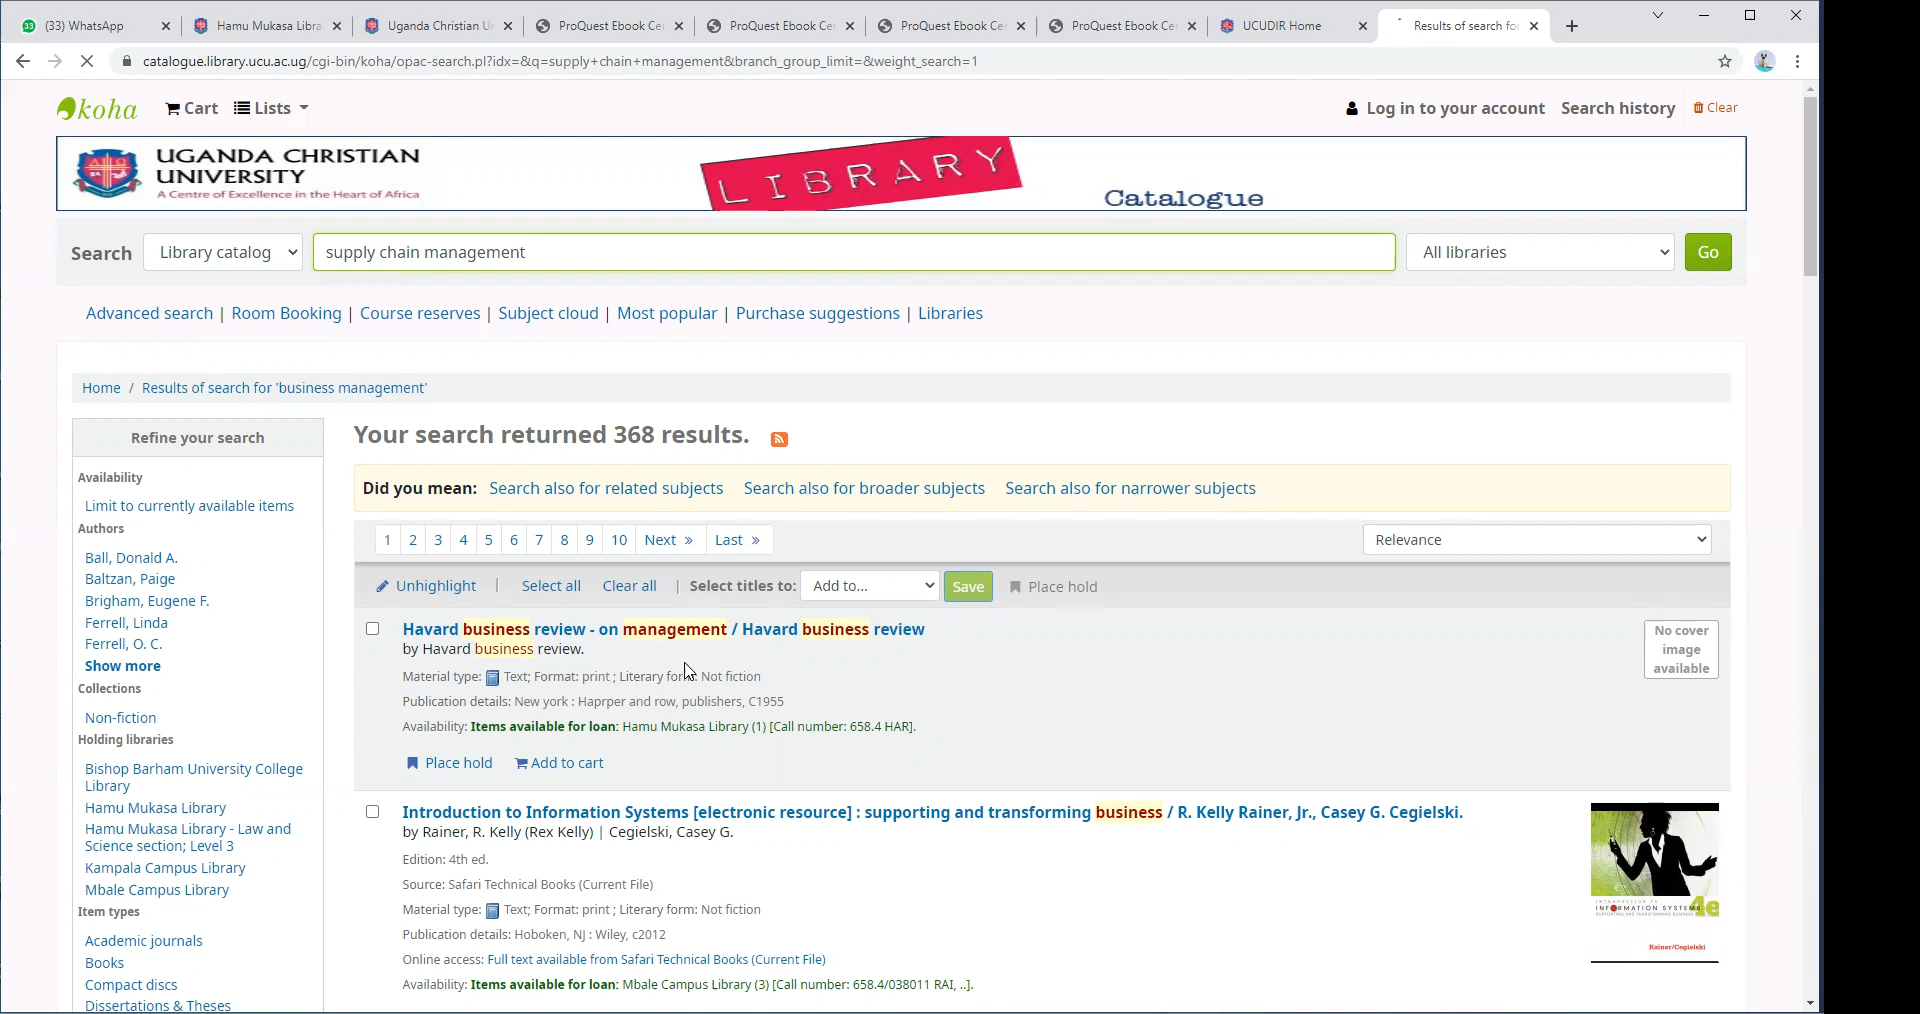 (33) WhatsApp
Hamu Mukasa Libra
Uganda Christian Un
ProQuest Ebook Cen
ProQuest Ebook Cen
ProQuest Ebook Cen
ProQuest Ebook Cen
UCUDIR Home
Results of search for
catalogue.library.ucu.ac.ug/cgi-bin/koha/opac-search.pl?idx=&q=supply+chain+management&branch_group_limit=&weight_search=1
koha Cart Lists
Log in to your account Search history Clear
UGANDA CHRISTIAN
UNIVERSITY
A Centre of Excellence in the Heart of Africa
LIBRARY
Catalogue
Search Library catalog supply chain management All libraries Go
Advanced search | Room Booking | Course reserves | Subject cloud | Most popular | Purchase suggestions | Libraries
Home / Results of search for 'business management'
Refine your search
Availability
Limit to currently available items
Authors
Ball, Donald A.
Baltzan, Paige
Brigham, Eugene F.
Ferrell, Linda
Ferrell, O. C.
Show more
Collections
Non-fiction
Holding libraries
Bishop Barham University College
Library
Hamu Mukasa Library
Hamu Mukasa Library - Law and
Science section; Level 3
Kampala Campus Library
Mbale Campus Library
Item types
Academic journals
Books
Compact discs
Dissertations & Theses
Your search returned 368 results.
Did you mean: Search also for related subjects Search also for broader subjects Search also for narrower subjects
1 2 3 4 5 6 7 8 9 10 Next » Last »
Relevance
Unhighlight | Select all Clear all | Select titles to: Add to... Save Place hold
Havard business review - on management / Havard business review
by Havard business review.
Material type: Text; Format: print ; Literary form: Not fiction
Publication details: New york : Haprper and row, publishers, C1955
Availability: Items available for loan: Hamu Mukasa Library (1) [Call number: 658.4 HAR].
Place hold Add to cart
No cover
image
available
Introduction to Information Systems [electronic resource] : supporting and transforming business / R. Kelly Rainer, Jr., Casey G. Cegielski.
by Rainer, R. Kelly (Rex Kelly) | Cegielski, Casey G.
Edition: 4th ed.
Source: Safari Technical Books (Current File)
Material type: Text; Format: print ; Literary form: Not fiction
Publication details: Hoboken, NJ : Wiley, c2012
Online access: Full text available from Safari Technical Books (Current File)
Availability: Items available for loan: Mbale Campus Library (3) [Call number: 658.4/038011 RAI, ..].
INTRODUCTION TO
INFORMATION SYSTEMS 4e
Rainer/Cegielski